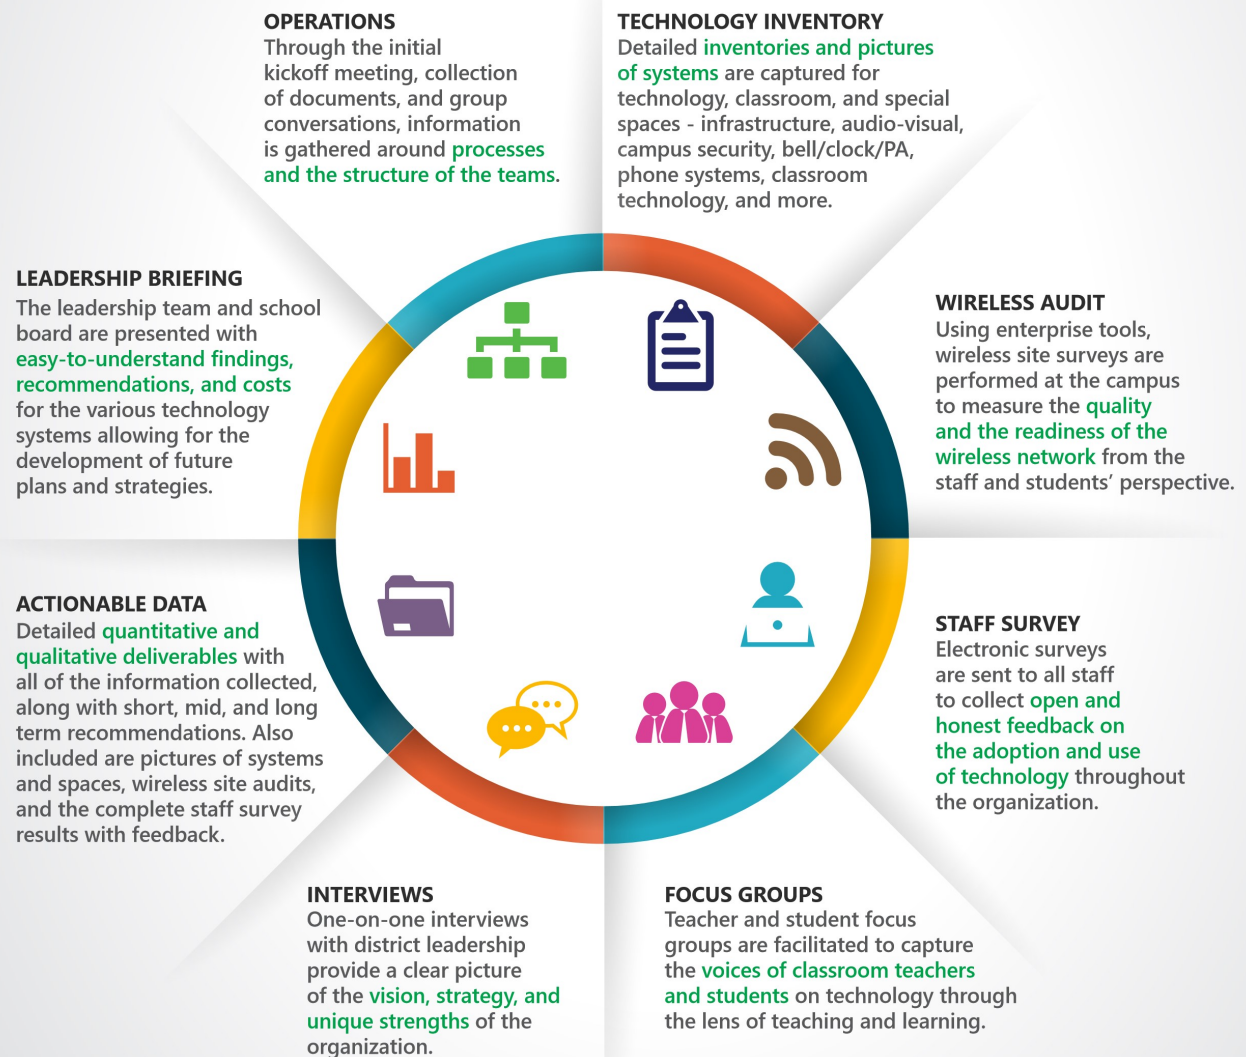 OPERATIONS
Through the initial
kickoff meeting, collection
of documents, and group
conversations, information
is gathered around processes
and the structure of the teams.
TECHNOLOGY INVENTORY
Detailed inventories and pictures
of systems are captured for
technology, classroom, and special
spaces - infrastructure, audio-visual,
campus security, bell/clock/PA,
phone systems, classroom
technology, and more.
WIRELESS AUDIT
Using enterprise tools,
wireless site surveys are
performed at the campus
to measure the quality
and the readiness of the
wireless network from the
staff and students’ perspective.
STAFF SURVEY
Electronic surveys
are sent to all staff
to collect open and
honest feedback on
the adoption and use
of technology throughout
the organization.
FOCUS GROUPS
Teacher and student focus
groups are facilitated to capture
the voices of classroom teachers
and students on technology through
the lens of teaching and learning.
INTERVIEWS
One-on-one interviews
with district leadership
provide a clear picture
of the vision, strategy, and
unique strengths of the
organization.
ACTIONABLE DATA
Detailed quantitative and
qualitative deliverables with
all of the information collected,
along with short, mid, and long
term recommendations. Also
included are pictures of systems
and spaces, wireless site audits,
and the complete staff survey
results with feedback.
LEADERSHIP BRIEFING
The leadership team and school
board are presented with
easy-to-understand findings,
recommendations, and costs
for the various technology
systems allowing for the
development of future
plans and strategies.